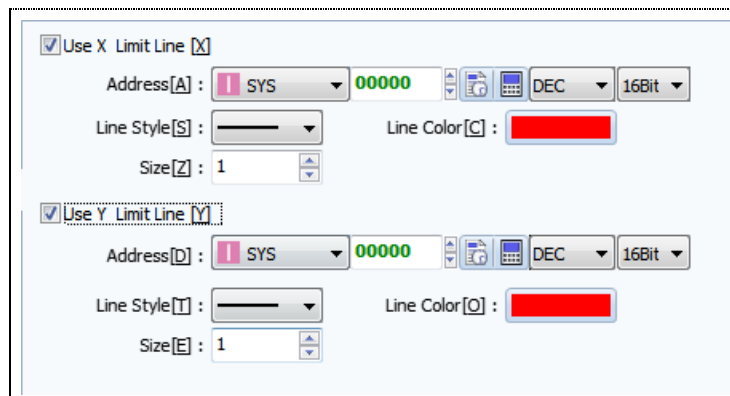 Use X Limit Line [X]
Address[A] : SYS 00000 DEC 16Bit
Line Style[S] : Line Color[C] :
Size[Z] : 1
Use Y Limit Line [Y]
Address[D] : SYS 00000 DEC 16Bit
Line Style[T] : Line Color[O] :
Size[E] : 1